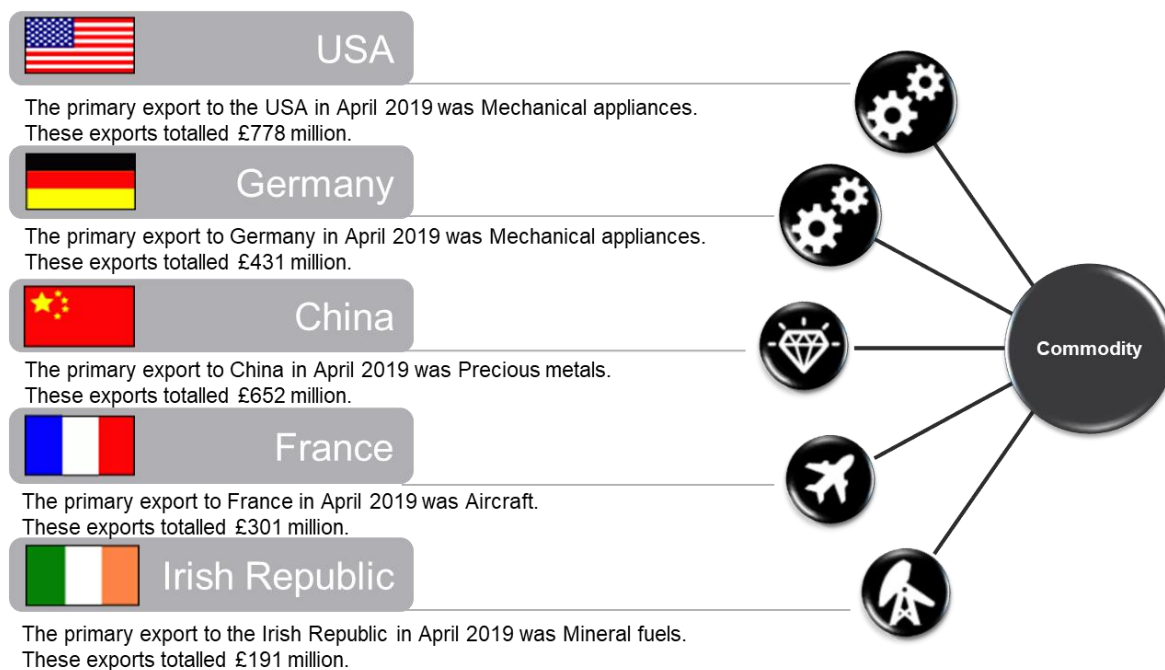 USA
The primary export to the USA in April 2019 was Mechanical appliances.
These exports totalled £778 million.
Germany
The primary export to Germany in April 2019 was Mechanical appliances.
These exports totalled £431 million.
China
The primary export to China in April 2019 was Precious metals.
These exports totalled £652 million.
France
The primary export to France in April 2019 was Aircraft.
These exports totalled £301 million.
Irish Republic
The primary export to the Irish Republic in April 2019 was Mineral fuels.
These exports totalled £191 million.
Commodity